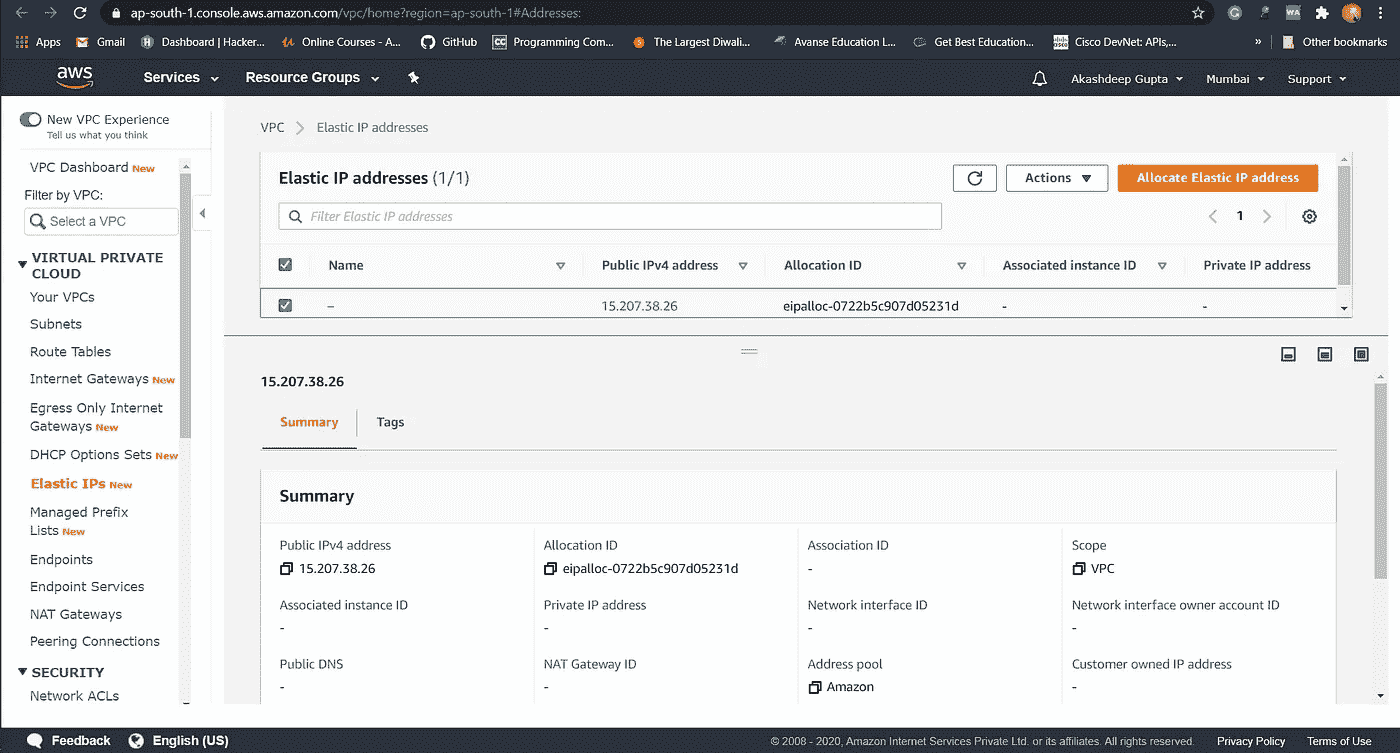 ap-south-1.console.aws.amazon.com/vpc/home?region=ap-south-1#Addresses:
Apps Gmail Dashboard | Hacker... Online Courses - A... GitHub Programming Com... The Largest Diwali... Avanse Education L... Get Best Education... Cisco DevNet: APIs,... » Other bookmarks
aws Services Resource Groups Akashdeep Gupta Mumbai Support
New VPC Experience
Tell us what you think
VPC Dashboard New
Filter by VPC:
Select a VPC
VIRTUAL PRIVATE
CLOUD
Your VPCs
Subnets
Route Tables
Internet Gateways New
Egress Only Internet
Gateways New
DHCP Options Sets New
Elastic IPs New
Managed Prefix
Lists New
Endpoints
Endpoint Services
NAT Gateways
Peering Connections
SECURITY
Network ACLs
VPC > Elastic IP addresses
Elastic IP addresses (1/1) Actions Allocate Elastic IP address
Filter Elastic IP addresses 1
Name Public IPv4 address Allocation ID Associated instance ID Private IP address
– 15.207.38.26 eipalloc-0722b5c907d05231d - -
15.207.38.26
Summary Tags
Summary
Public IPv4 address Allocation ID Association ID Scope
15.207.38.26 eipalloc-0722b5c907d05231d - VPC
Associated instance ID Private IP address Network interface ID Network interface owner account ID
- - - -
Public DNS NAT Gateway ID Address pool Customer owned IP address
- - Amazon -
Feedback English (US) © 2008 - 2020, Amazon Internet Services Private Ltd. or its affiliates. All rights reserved. Privacy Policy Terms of Use